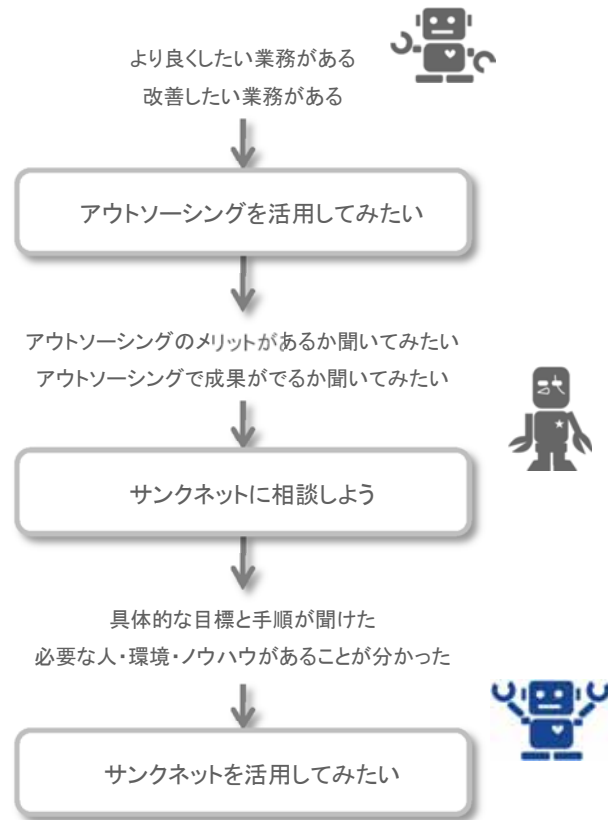 より良くしたい業務がある
改善したい業務がある
アウトソーシングを活用してみたい
アウトソーシングのメリットがあるか聞いてみたい
アウトソーシングで成果がでるか聞いてみたい
サンクネットに相談しよう
具体的な目標と手順が聞けた
必要な人・環境・ノウハウがあることが分かった
サンクネットを活用してみたい